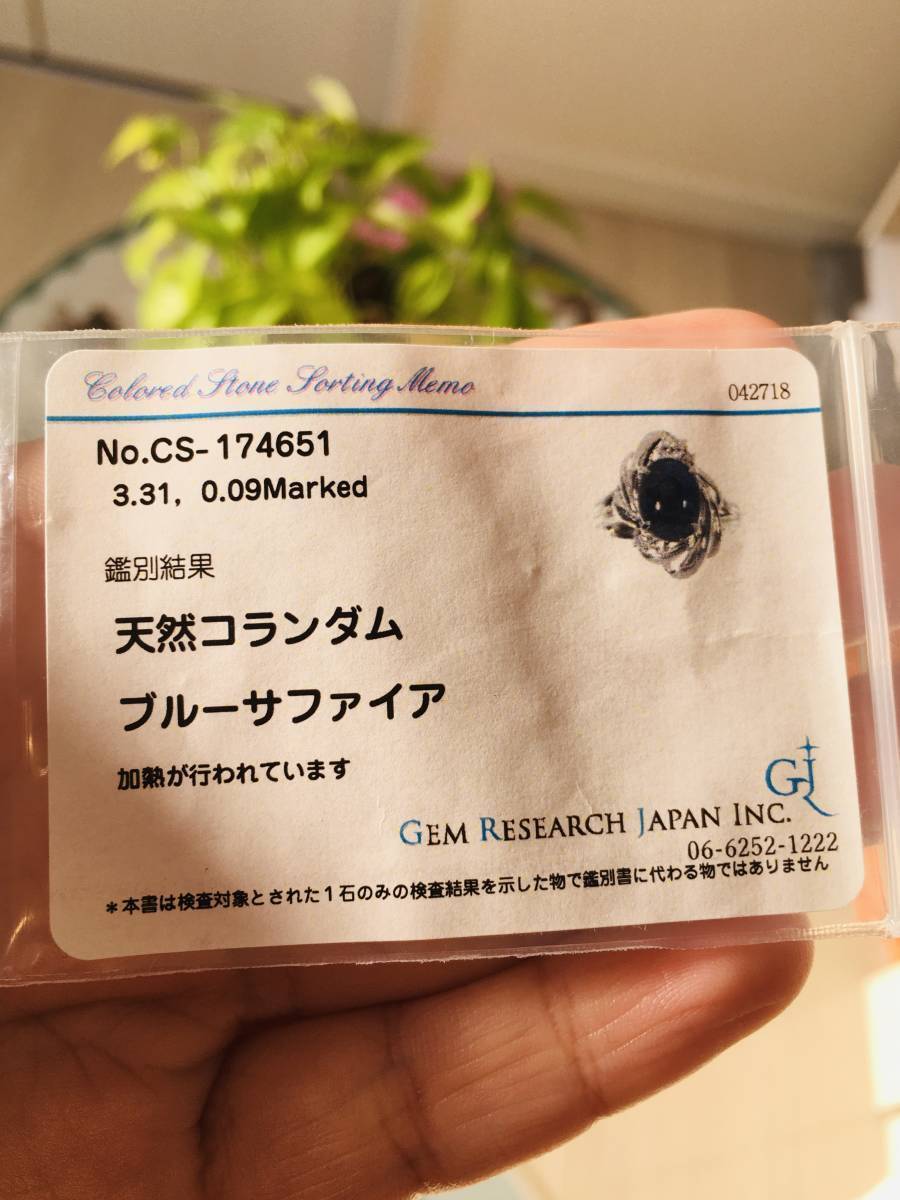 Colored Stone Sorting Memo
042718
No.CS-174651
3.31, 0.09Marked
鑑別結果
天然コランダム
ブルーサファイア
加熱が行われています
GJ
GEM RESEARCH JAPAN INC.
06-6252-1222
*本書は検査対象とされた1石のみの検査結果を示した物で鑑別書に代わる物ではありません